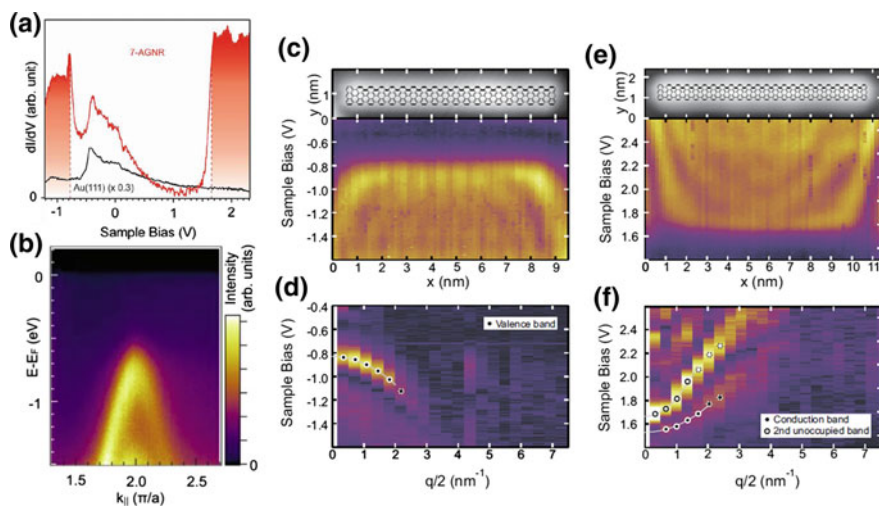 (a)
7-AGNR
dI/dV (arb. unit)
0
Au(111) (x 0.3)
-1 0 1 2
Sample Bias (V)
(b)
0
-1
E-EF (eV)
Intensity
(arb. units)
0
1.5 2.0 2.5
k|| (π/a)
(c)
y (nm)
1
0
Sample Bias (V)
-0.8
-1.0
-1.2
-1.4
0 1 2 3 4 5 6 7 8 9
x (nm)
(d)
Sample Bias (V)
-0.4
-0.6
-0.8
-1.0
-1.2
-1.4
Valence band
0 1 2 3 4 5 6 7
q/2 (nm-1)
(e)
y (nm)
2
1
0
Sample Bias (V)
2.4
2.2
2.0
1.8
1.6
0 1 2 3 4 5 6 7 8 9 10 11
x (nm)
(f)
Sample Bias (V)
2.4
2.2
2.0
1.8
1.6
Conduction band
2nd unoccupied band
0 1 2 3 4 5 6 7
q/2 (nm-1)